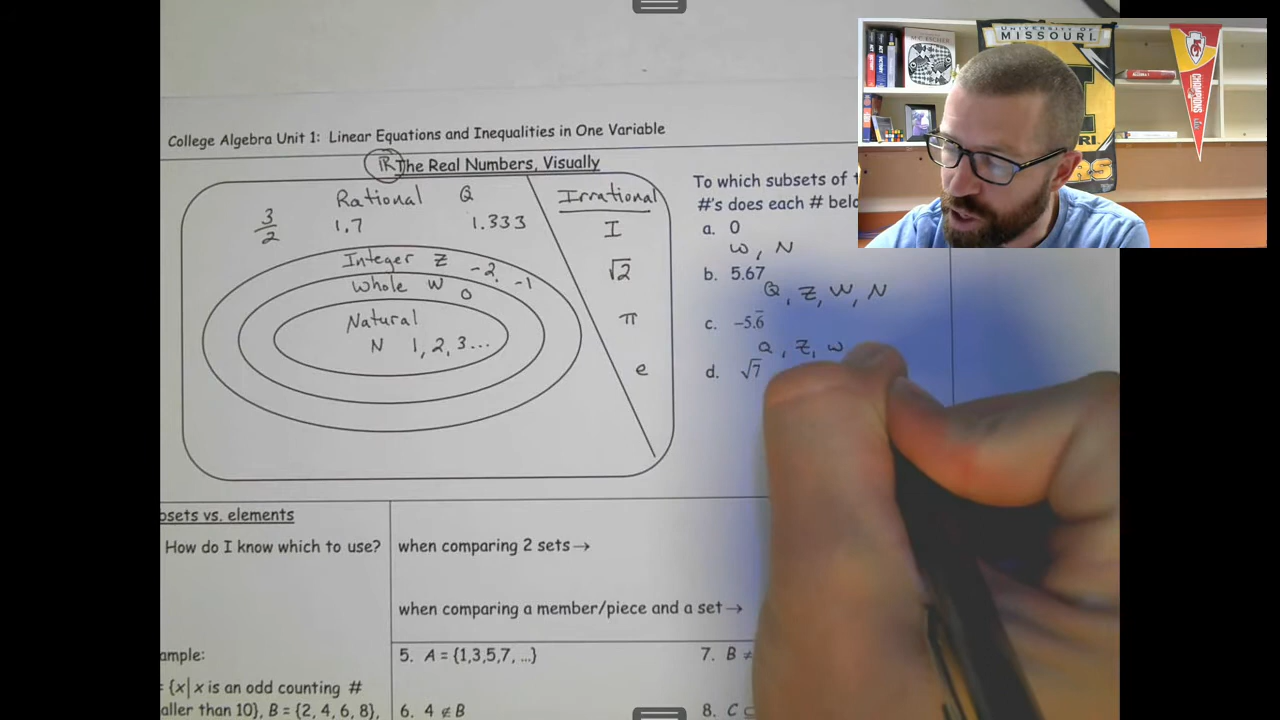 UNIVERSITY OF
MISSOURI
M.C. ESCHER
CHAMPIONS
College Algebra Unit 1: Linear Equations and Inequalities in One Variable
ℝ The Real Numbers, Visually
Rational Q
3/2 1.7 1.333
Integer Z -2, -1
Whole W 0
Natural
N 1, 2, 3...
Irrational
I
√2
π
e
To which subsets of
#'s does each #
a. 0
W, N
b. 5.67
Q, Z, W, N
c. –5.6̅
Q, Z, W
d. √7
sets vs. elements
How do I know which to use?
when comparing 2 sets →
when comparing a member/piece and a set →
5. A = {1,3,5,7, ...}
7. B ≠
{x| x is an odd counting #
than 10}, B = {2, 4, 6, 8},
6. 4 ∉ B
8. C